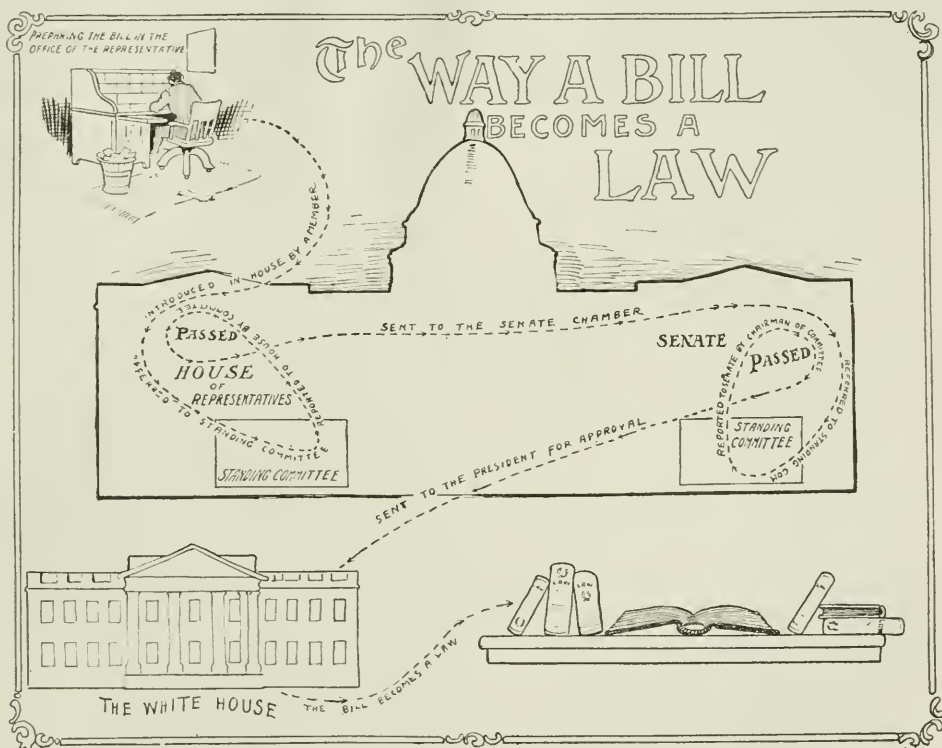 PREPARING THE BILL IN THE
OFFICE OF THE REPRESENTATIVE
The
WAY A BILL
BECOMES A
LAW
INTRODUCED IN HOUSE BY A MEMBER
REFERRED TO STANDING COMMITTEE
REPORTED TO HOUSE BY COMMITTEE
PASSED
HOUSE
OF
REPRESENTATIVES
STANDING COMMITTEE
SENT TO THE SENATE CHAMBER
SENATE
REFERRED TO STANDING COM
REPORTED TO SENATE BY CHAIRMAN OF COMMITTEE
PASSED
STANDING
COMMITTEE
SENT TO THE PRESIDENT FOR APPROVAL
THE WHITE HOUSE
THE BILL BECOMES A LAW
LAW
LAW